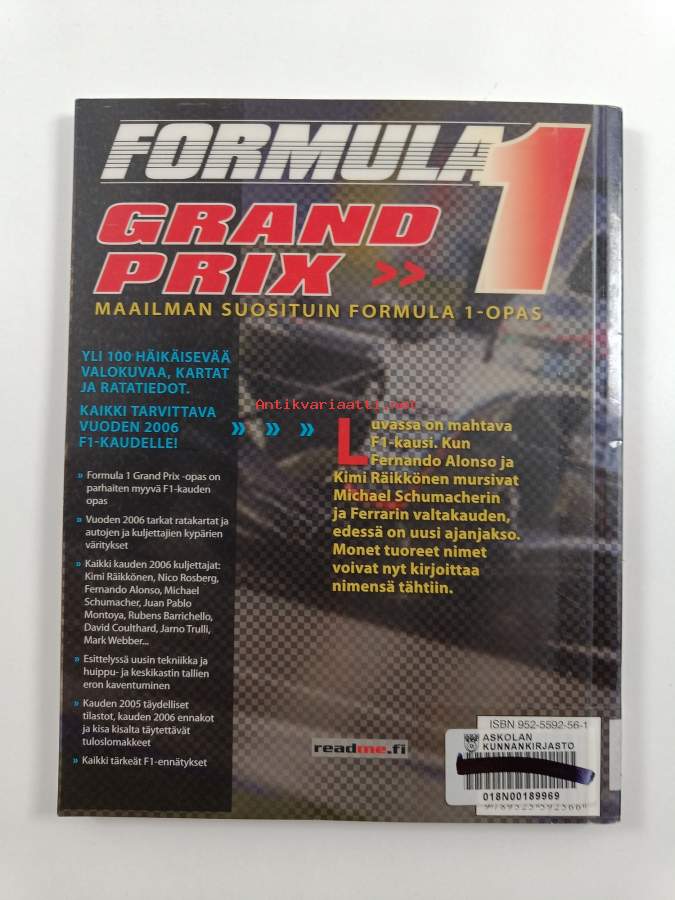 FORMULA 1
GRAND
PRIX »
MAAILMAN SUOSITUIN FORMULA 1-OPAS
YLI 100 HÄIKÄISEVÄÄ
VALOKUVAA, KARTAT
JA RATATIEDOT.
KAIKKI TARVITTAVA
VUODEN 2006
F1-KAUDELLE!
» » »
» Formula 1 Grand Prix -opas on
parhaiten myyvä F1-kauden
opas
» Vuoden 2006 tarkat ratakartat ja
autojen ja kuljettajien kypärien
väritykset
» Kaikki kauden 2006 kuljettajat:
Kimi Räikkönen, Nico Rosberg,
Fernando Alonso, Michael
Schumacher, Juan Pablo
Montoya, Rubens Barrichello,
David Coulthard, Jarno Trulli,
Mark Webber...
» Esittelyssä uusin tekniikka ja
huippu- ja keskikastin tallien
eron kaventuminen
» Kauden 2005 täydelliset
tilastot, kauden 2006 ennakot
ja kisa kisalta täytettävät
tuloslomakkeet
» Kaikki tärkeät F1-ennätykset
Antikvariaatti.net
Luvassa on mahtava
F1-kausi. Kun
Fernando Alonso ja
Kimi Räikkönen mursivat
Michael Schumacherin
ja Ferrarin valtakauden,
edessä on uusi ajanjakso.
Monet tuoreet nimet
voivat nyt kirjoittaa
nimensä tähtiin.
readme.fi
ISBN 952-5592-56-1
ASKOLAN
KUNNANKIRJASTO
018N00189969
9 789525 592566